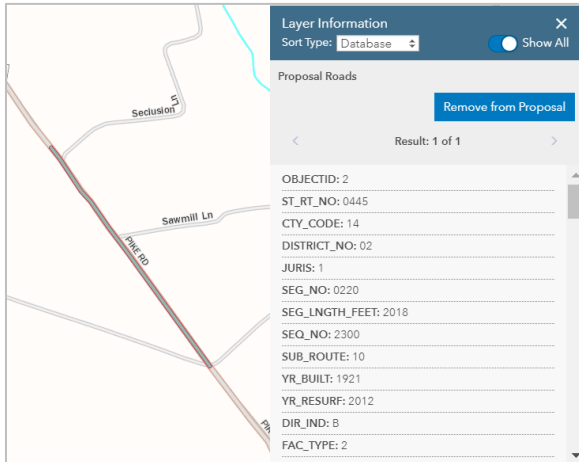 Seclusion Ln
Sawmill Ln
PIKE RD
Layer Information
Sort Type: Database
Show All
Proposal Roads
Remove from Proposal
Result: 1 of 1
OBJECTID: 2
ST_RT_NO: 0445
CTY_CODE: 14
DISTRICT_NO: 02
JURIS: 1
SEG_NO: 0220
SEG_LNGTH_FEET: 2018
SEQ_NO: 2300
SUB_ROUTE: 10
YR_BUILT: 1921
YR_RESURF: 2012
DIR_IND: B
FAC_TYPE: 2